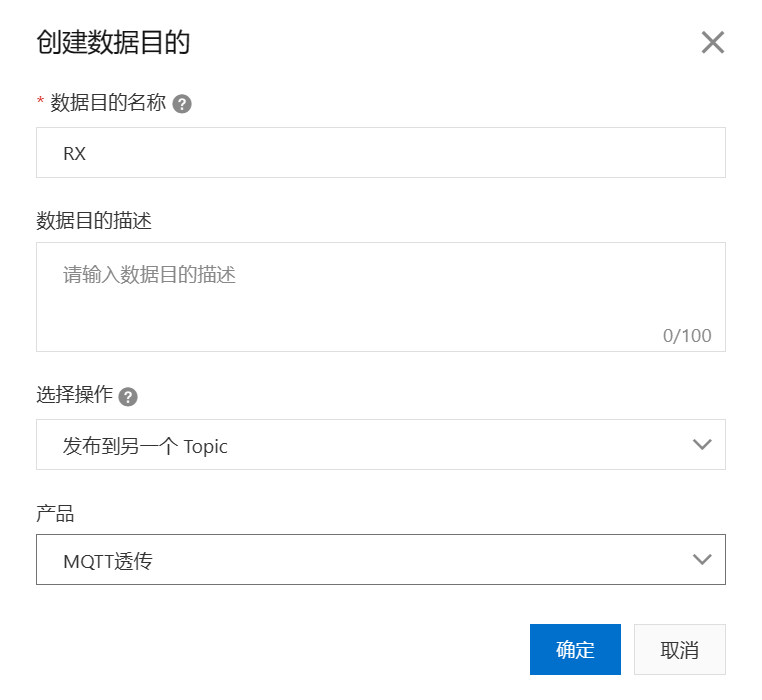 创建数据目的
* 数据目的名称
RX
数据目的描述
请输入数据目的描述
0/100
选择操作
发布到另一个 Topic
产品
MQTT透传
确定 取消